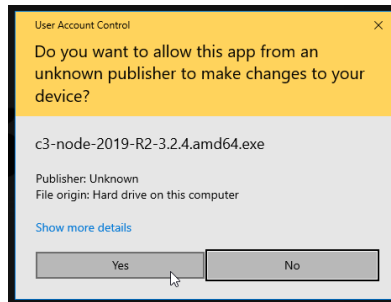 User Account Control
Do you want to allow this app from an
unknown publisher to make changes to your
device?
c3-node-2019-R2-3.2.4.amd64.exe
Publisher: Unknown
File origin: Hard drive on this computer
Show more details
Yes
No